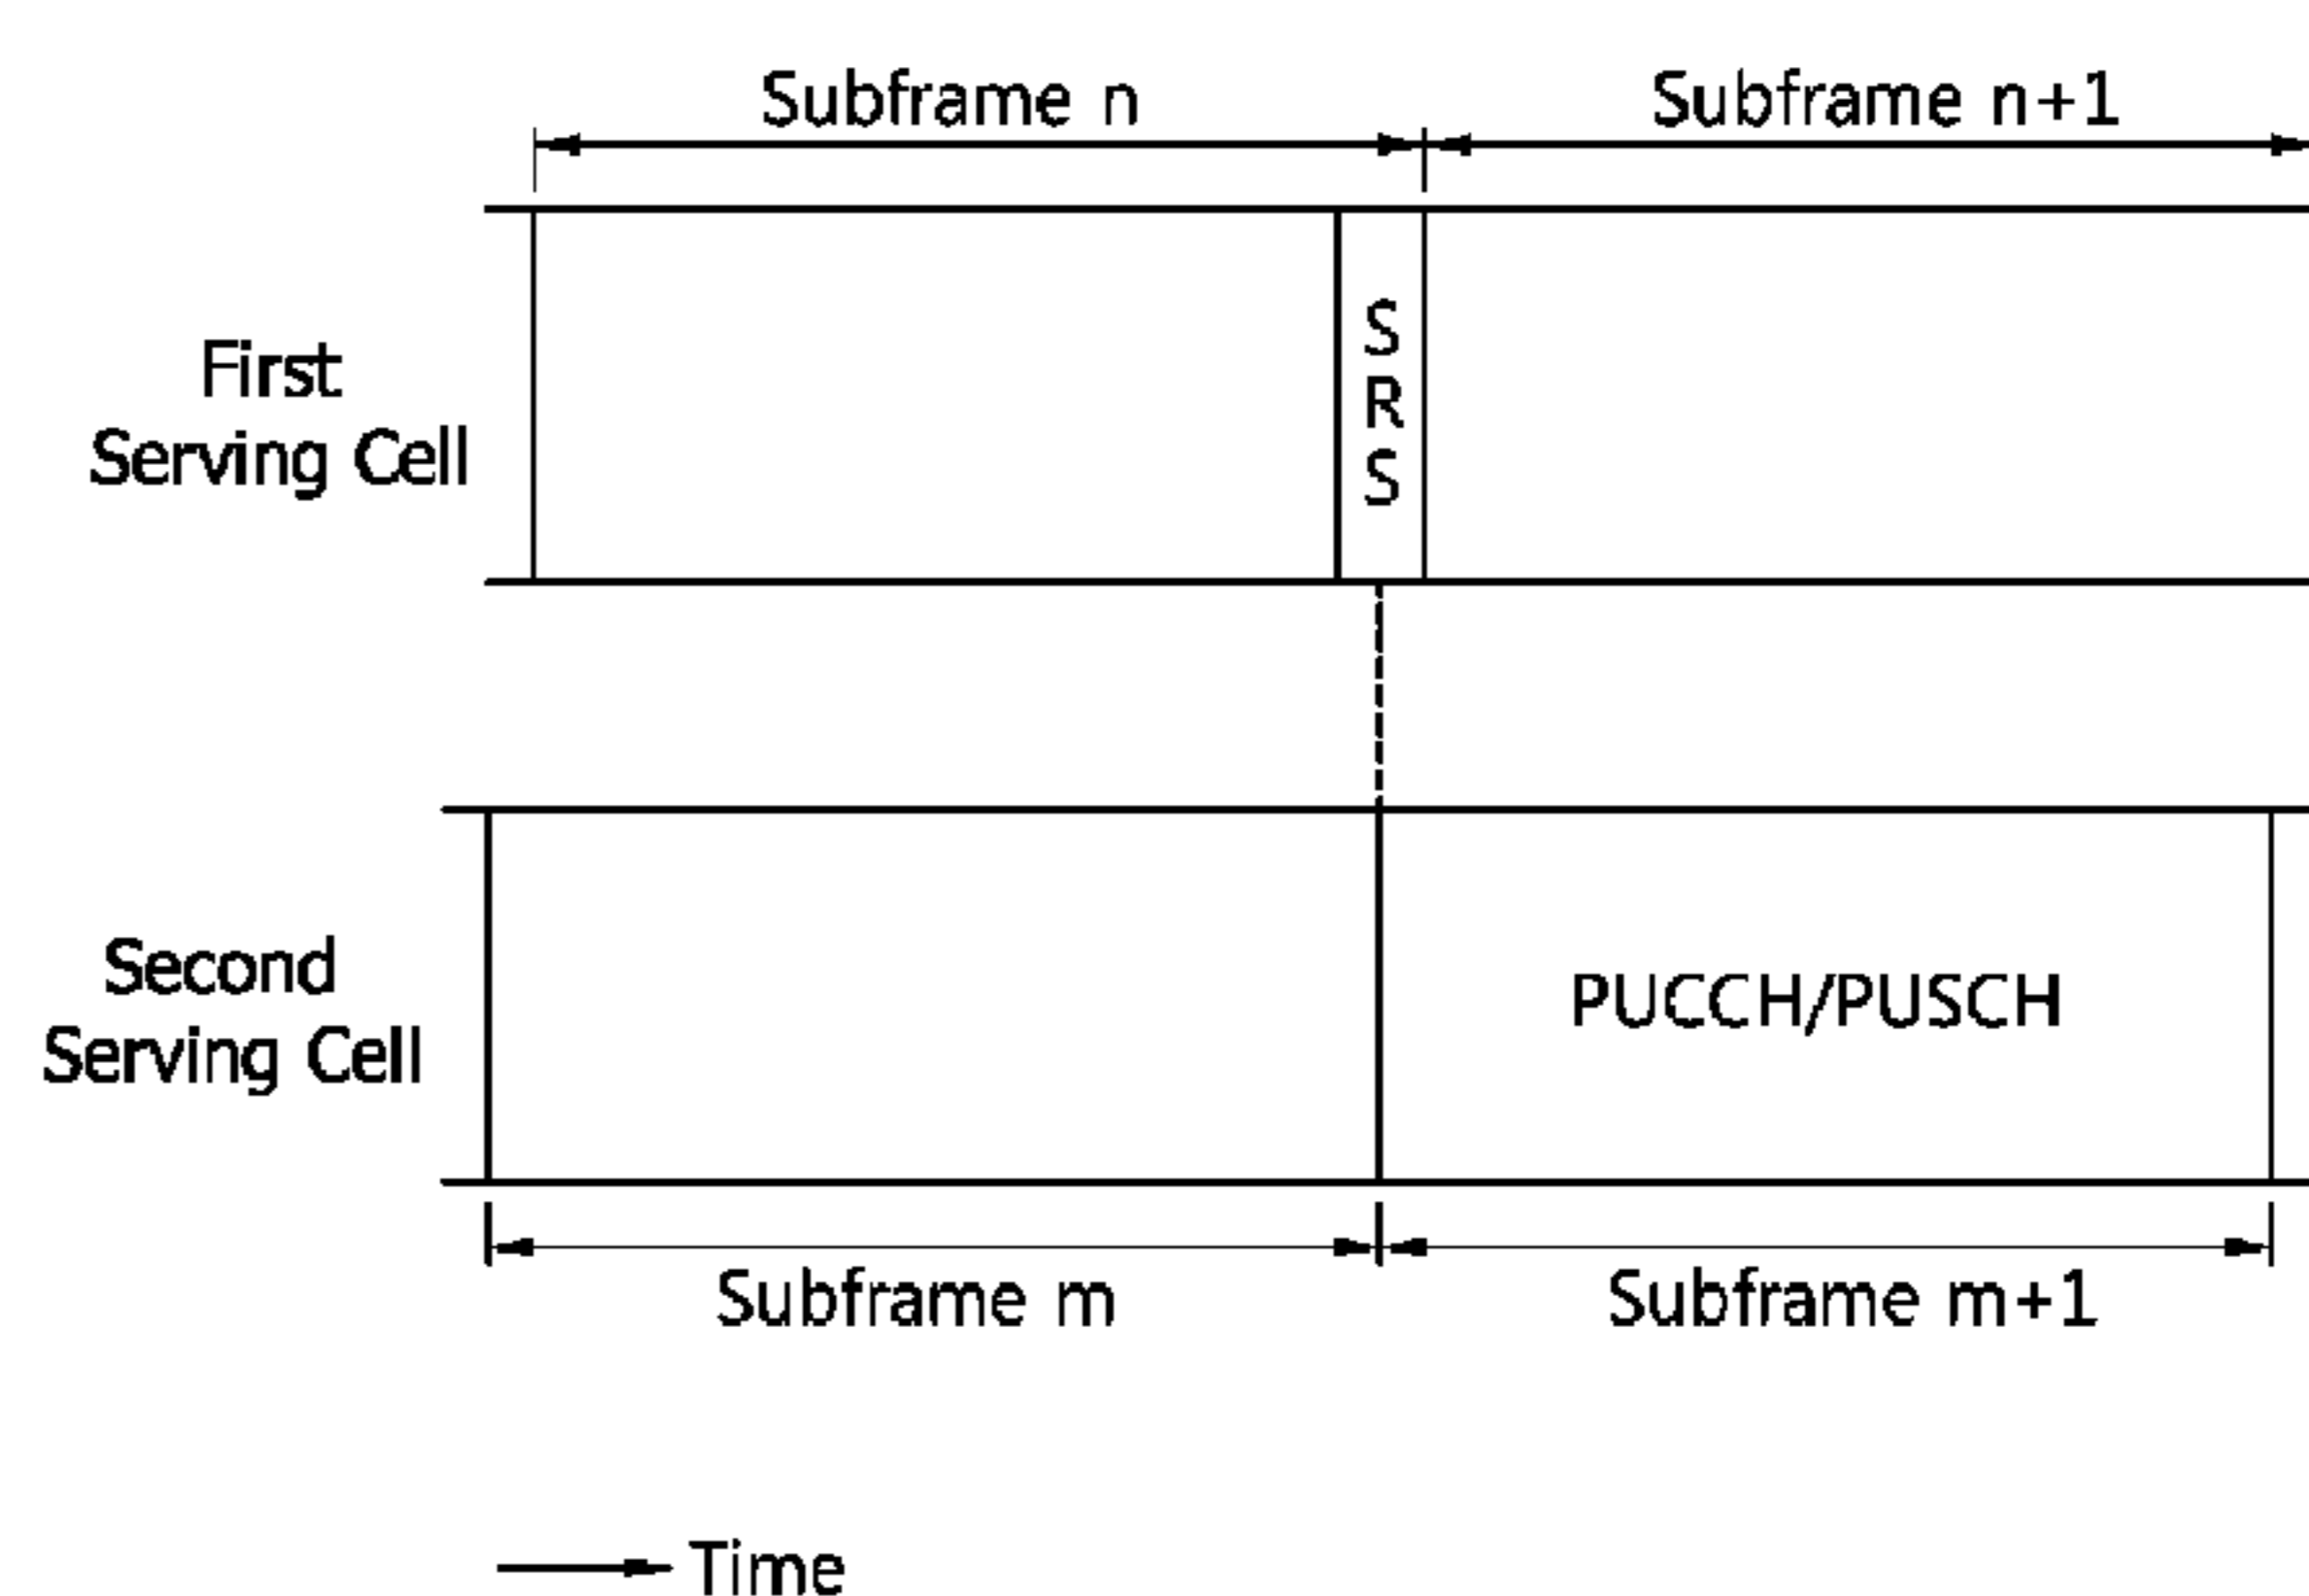 Subframe n
Subframe n+1
First
Serving Cell
S
R
S
Second
Serving Cell
PUCCH/PUSCH
Subframe m
Subframe m+1
Time